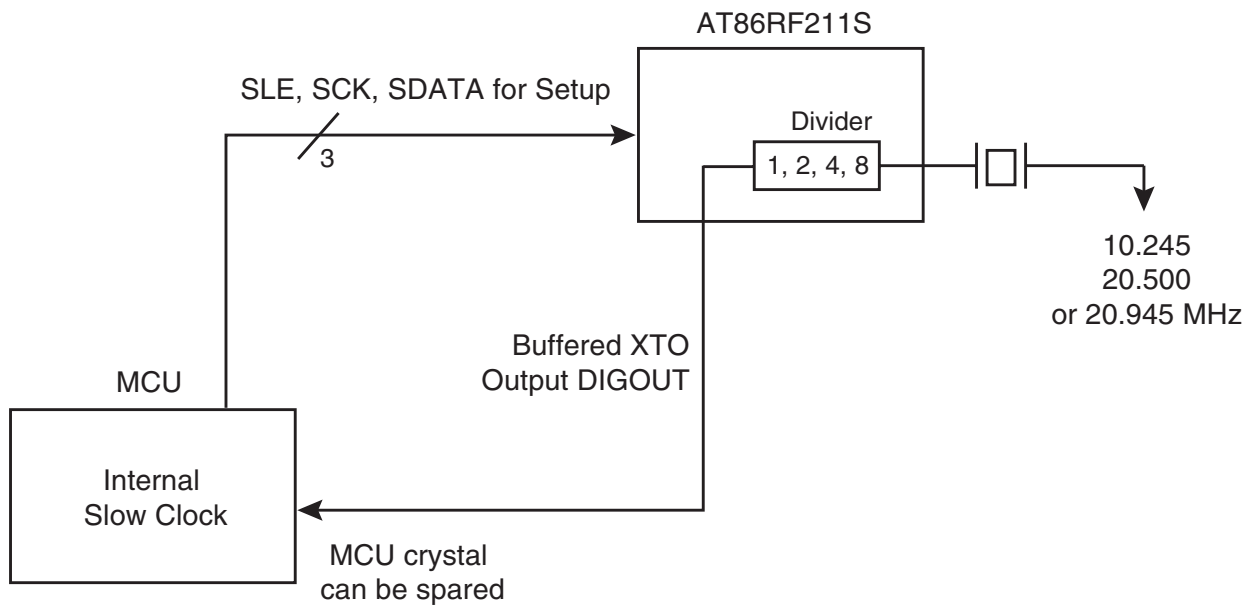 AT86RF211S
SLE, SCK, SDATA for Setup
3
Divider
1, 2, 4, 8
10.245
20.500
or 20.945 MHz
Buffered XTO
Output DIGOUT
MCU
Internal
Slow Clock
MCU crystal
can be spared